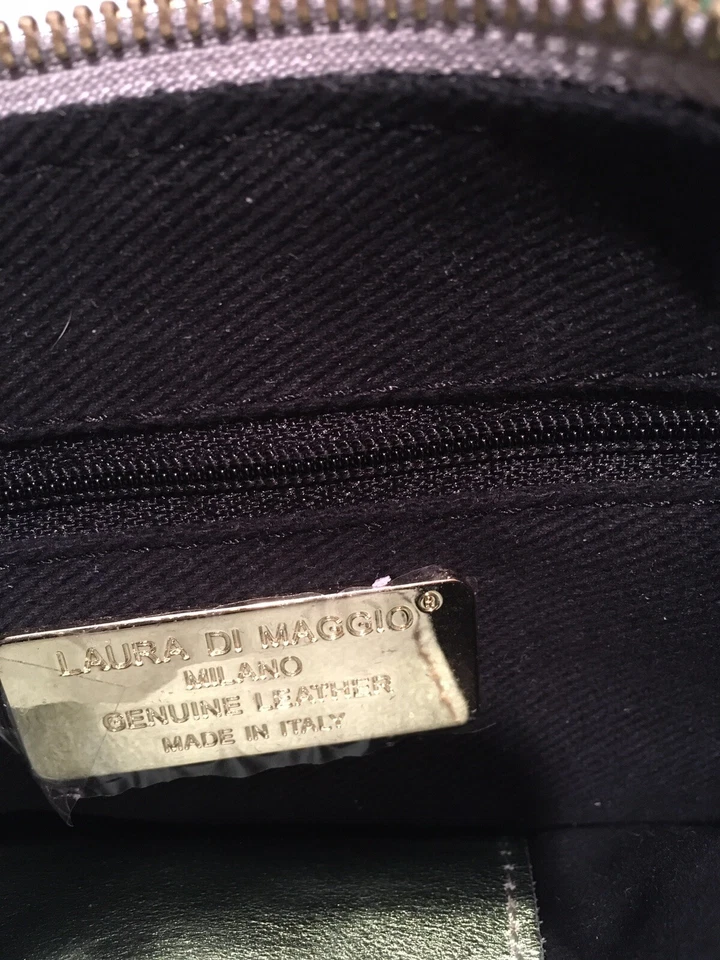 LAURA DI MAGGIO®
MILANO
GENUINE LEATHER
MADE IN ITALY